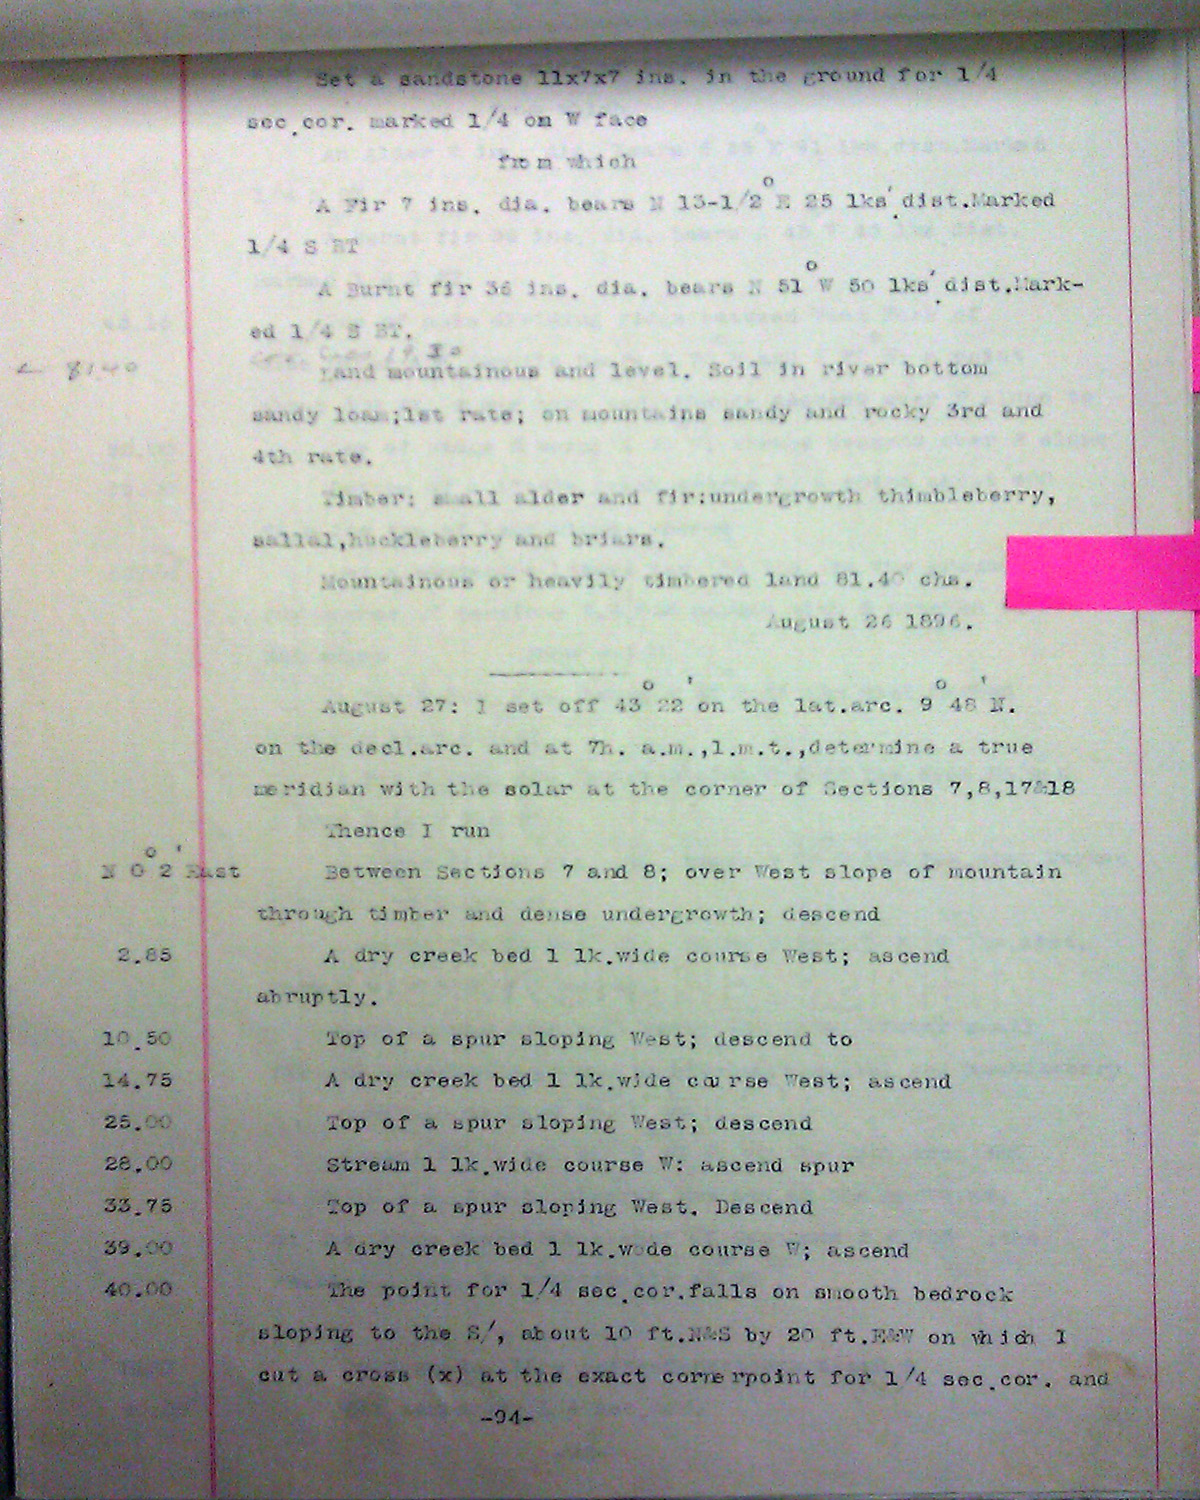 Set a sandstone 11x7x7 ins. in the ground for 1/4
sec.cor. marked 1/4 on W face
from which
A Fir 7 ins. dia. bears N 13-1/2° E 25 lks' dist.Marked
1/4 S BT
A Burnt fir 36 ins. dia. bears N 51° W 50 lks' dist.Mark-
ed 1/4 S BT.
81.40
Land mountainous and level. Soil in river bottom
sandy loam;1st rate; on mountains sandy and rocky 3rd and
4th rate.
Timber: small alder and fir:undergrowth thimbleberry,
sallal,huckleberry and briars.
Mountainous or heavily timbered land 81.40 chs.
August 26 1896.
August 27: I set off 43° 22' on the lat.arc. 9° 48' N.
on the decl.arc. and at 7h. a.m.,l.m.t.,determine a true
meridian with the solar at the corner of Sections 7,8,17&18
Thence I run
N 0° 2' East Between Sections 7 and 8; over West slope of mountain
through timber and dense undergrowth; descend
2.85 A dry creek bed 1 lk.wide course West; ascend
abruptly.
10.50 Top of a spur sloping West; descend to
14.75 A dry creek bed 1 lk.wide course West; ascend
25.00 Top of a spur sloping West; descend
28.00 Stream 1 lk.wide course W: ascend spur
33.75 Top of a spur sloping West. Descend
39.00 A dry creek bed 1 lk.wide course W; ascend
40.00 The point for 1/4 sec.cor.falls on smooth bedrock
sloping to the S/, about 10 ft.N&S by 20 ft.E&W on which I
cut a cross (x) at the exact cornerpoint for 1/4 sec.cor. and
-94-